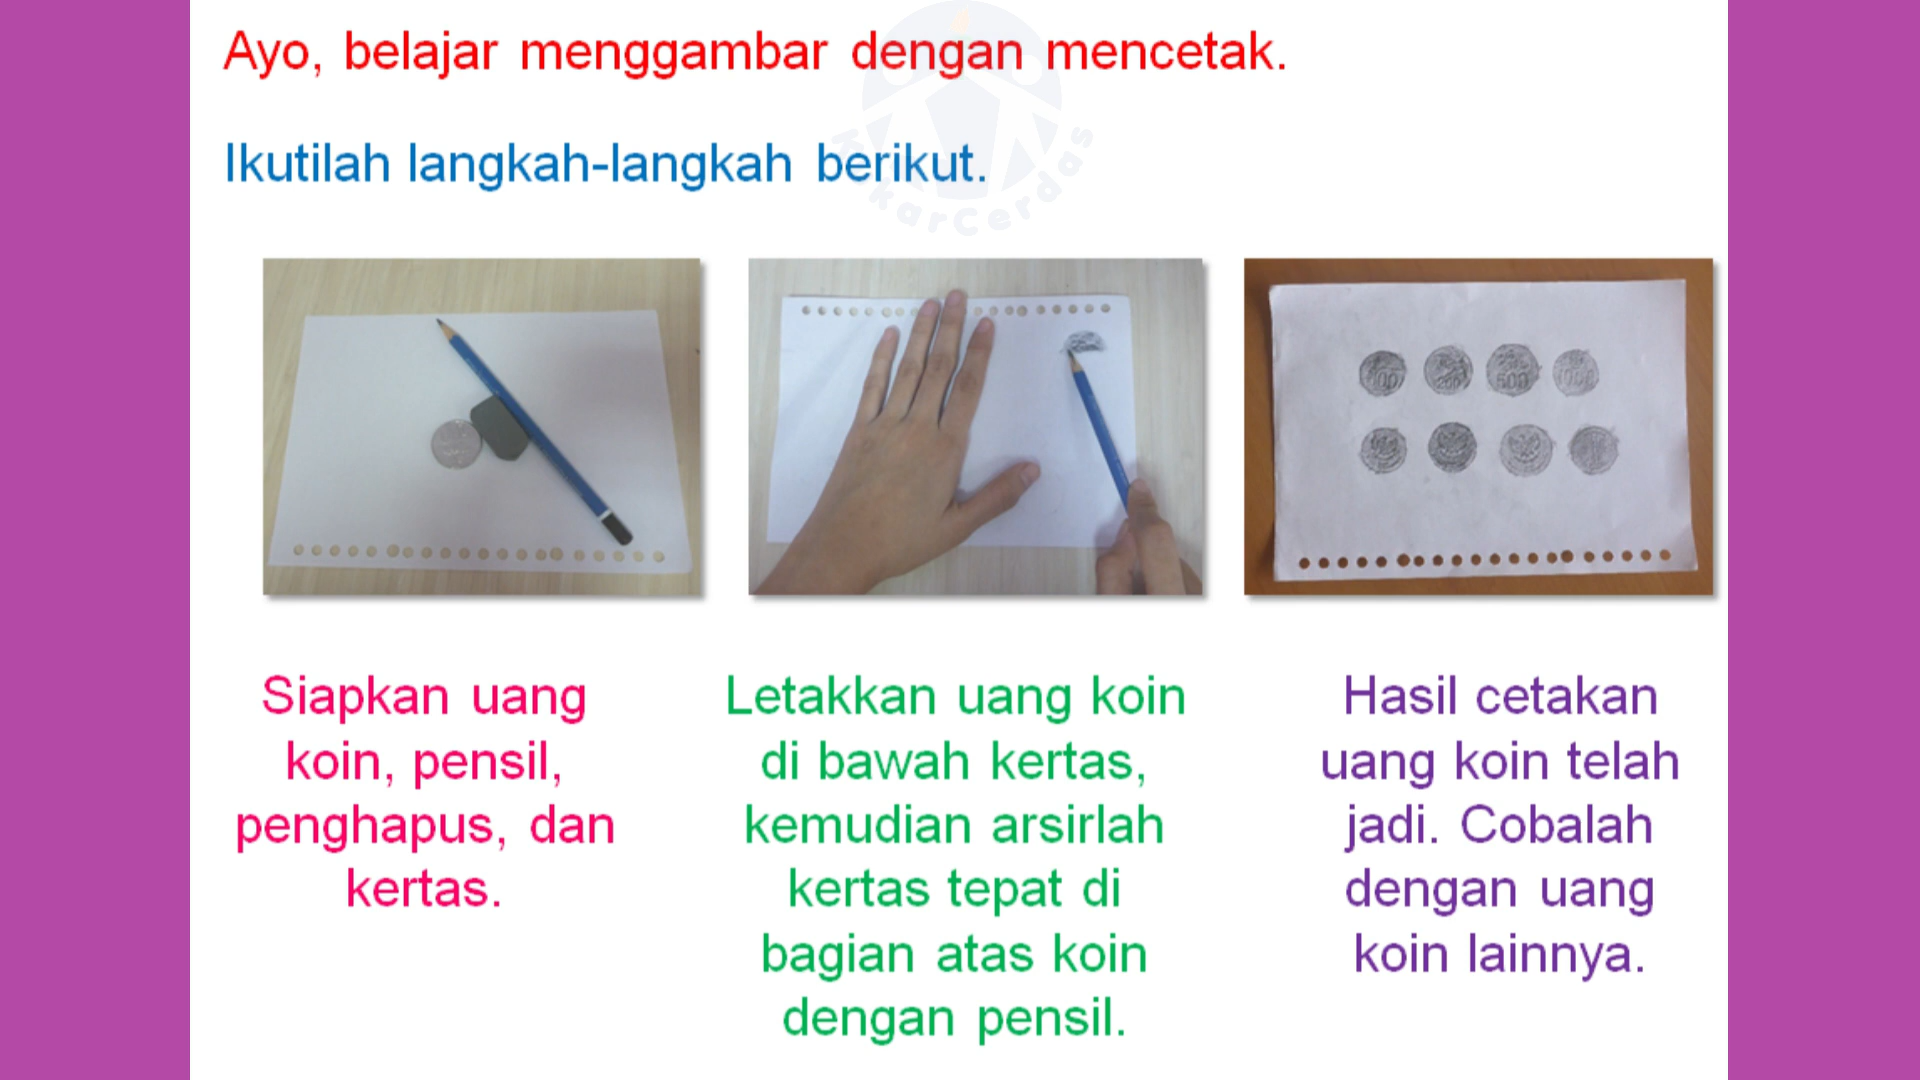 Ayo, belajar menggambar dengan mencetak.
Ikutilah langkah-langkah berikut.
Siapkan uang
koin, pensil,
penghapus, dan
kertas.
Letakkan uang koin
di bawah kertas,
kemudian arsirlah
kertas tepat di
bagian atas koin
dengan pensil.
Hasil cetakan
uang koin telah
jadi. Cobalah
dengan uang
koin lainnya.
200
500